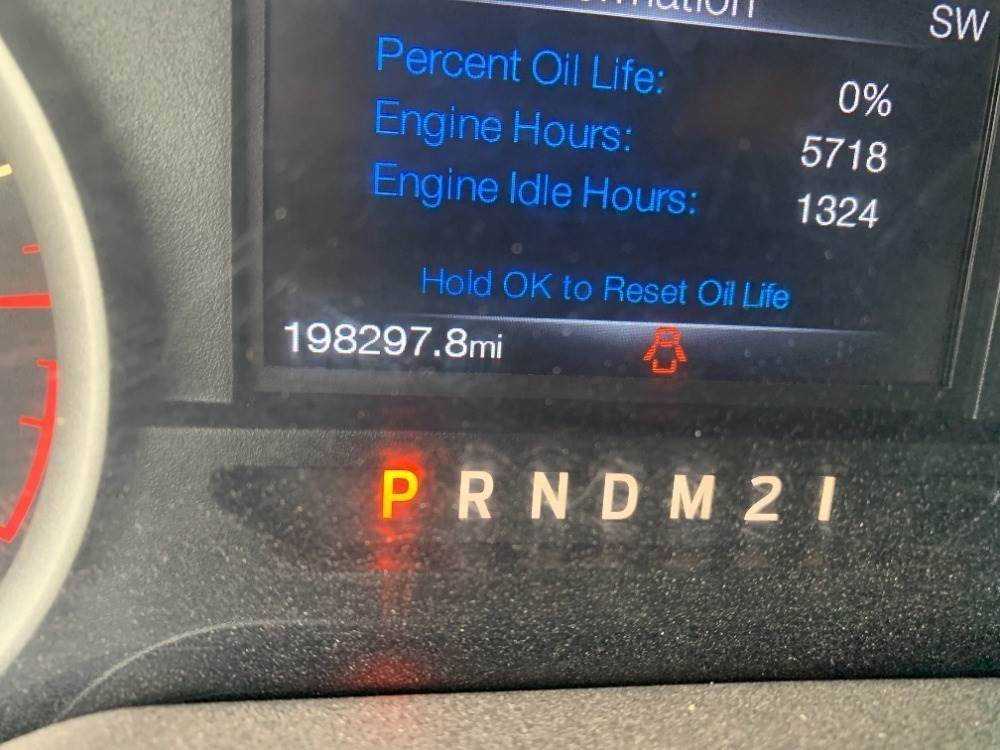 SW
Percent Oil Life: 0%
Engine Hours: 5718
Engine Idle Hours: 1324
Hold OK to Reset Oil Life
198297.8mi
P R N D M 2 1